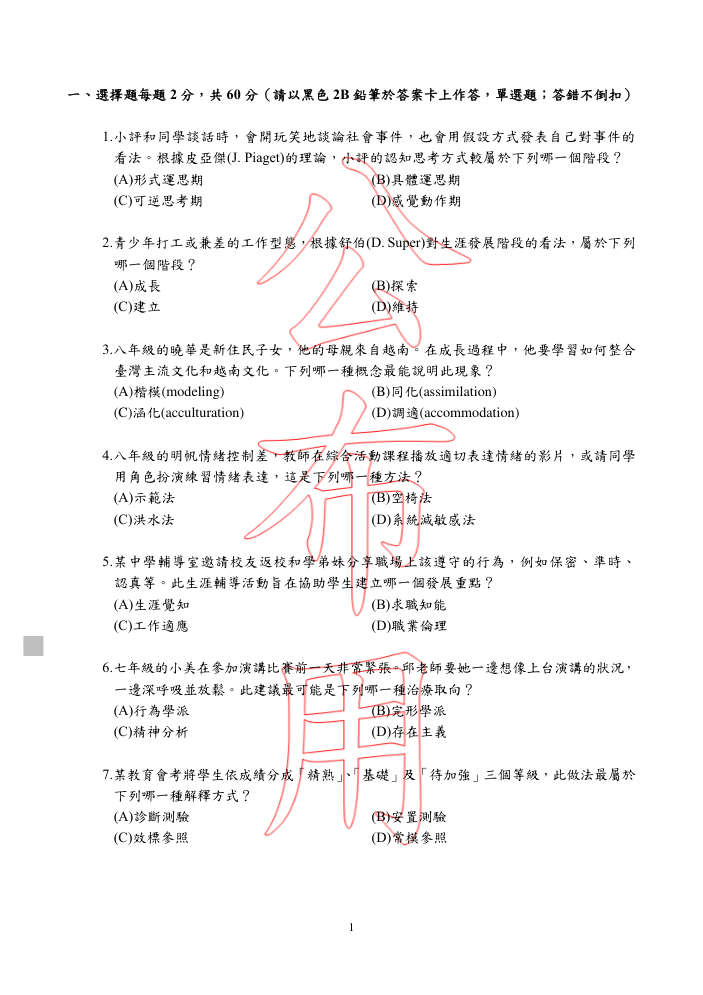 一、選擇題每題 2 分，共 60 分（請以黑色 2B 鉛筆於答案卡上作答，單選題；答錯不倒扣）
1.小評和同學談話時，會開玩笑地談論社會事件，也會用假設方式發表自己對事件的
看法。根據皮亞傑(J. Piaget)的理論，小評的認知思考方式較屬於下列哪一個階段？
(A)形式運思期 (B)具體運思期
(C)可逆思考期 (D)感覺動作期
2.青少年打工或兼差的工作型態，根據舒伯(D. Super)對生涯發展階段的看法，屬於下列
哪一個階段？
(A)成長 (B)探索
(C)建立 (D)維持
3.八年級的曉華是新住民子女，他的母親來自越南。在成長過程中，他要學習如何整合
臺灣主流文化和越南文化。下列哪一種概念最能說明此現象？
(A)楷模(modeling) (B)同化(assimilation)
(C)涵化(acculturation) (D)調適(accommodation)
4.八年級的明帆情緒控制差，教師在綜合活動課程播放適切表達情緒的影片，或請同學
用角色扮演練習情緒表達，這是下列哪一種方法？
(A)示範法 (B)空椅法
(C)洪水法 (D)系統減敏感法
5.某中學輔導室邀請校友返校和學弟妹分享職場上該遵守的行為，例如保密、準時、
認真等。此生涯輔導活動旨在協助學生建立哪一個發展重點？
(A)生涯覺知 (B)求職知能
(C)工作適應 (D)職業倫理
6.七年級的小美在參加演講比賽前一天非常緊張。邱老師要她一邊想像上台演講的狀況，
一邊深呼吸並放鬆。此建議最可能是下列哪一種治療取向？
(A)行為學派 (B)完形學派
(C)精神分析 (D)存在主義
7.某教育會考將學生依成績分成「精熟」、「基礎」及「待加強」三個等級，此做法最屬於
下列哪一種解釋方式？
(A)診斷測驗 (B)安置測驗
(C)效標參照 (D)常模參照
公布用
1